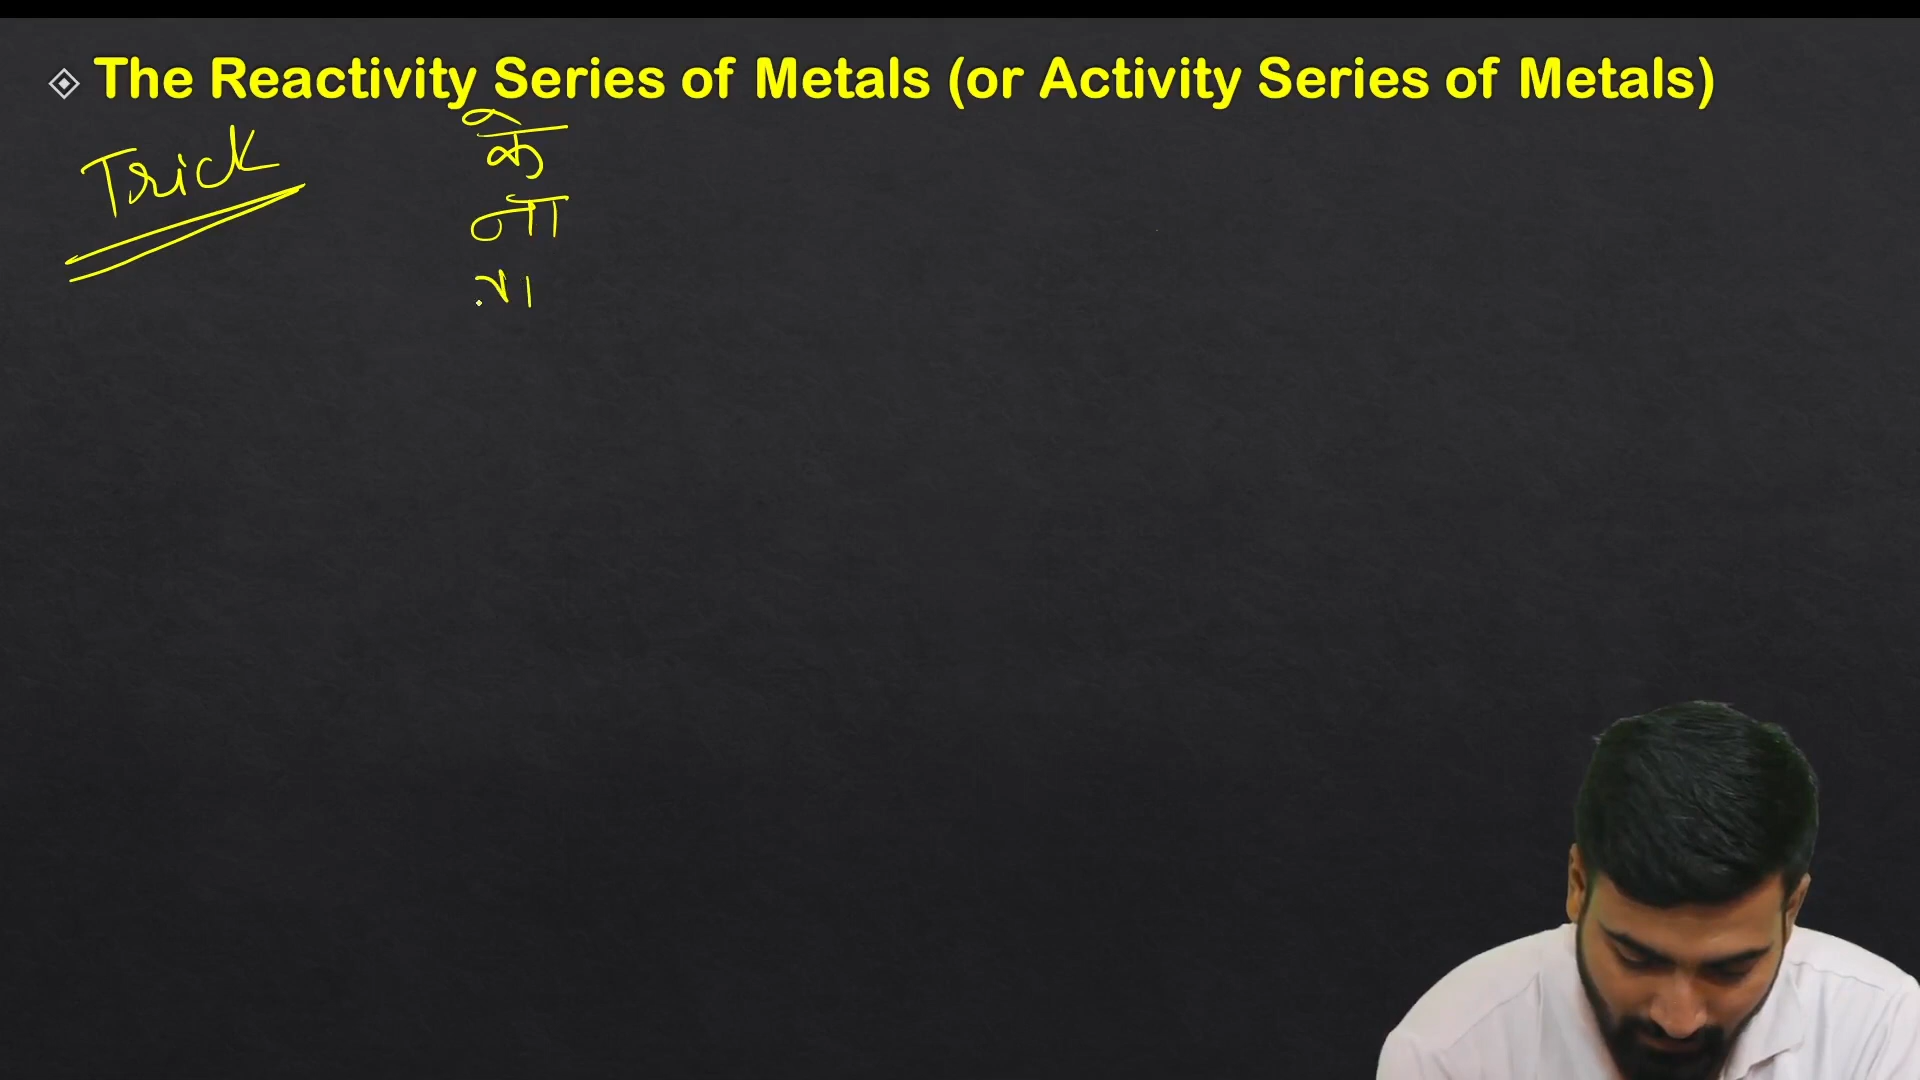 The Reactivity Series of Metals (or Activity Series of Metals)
Trick
के
ना